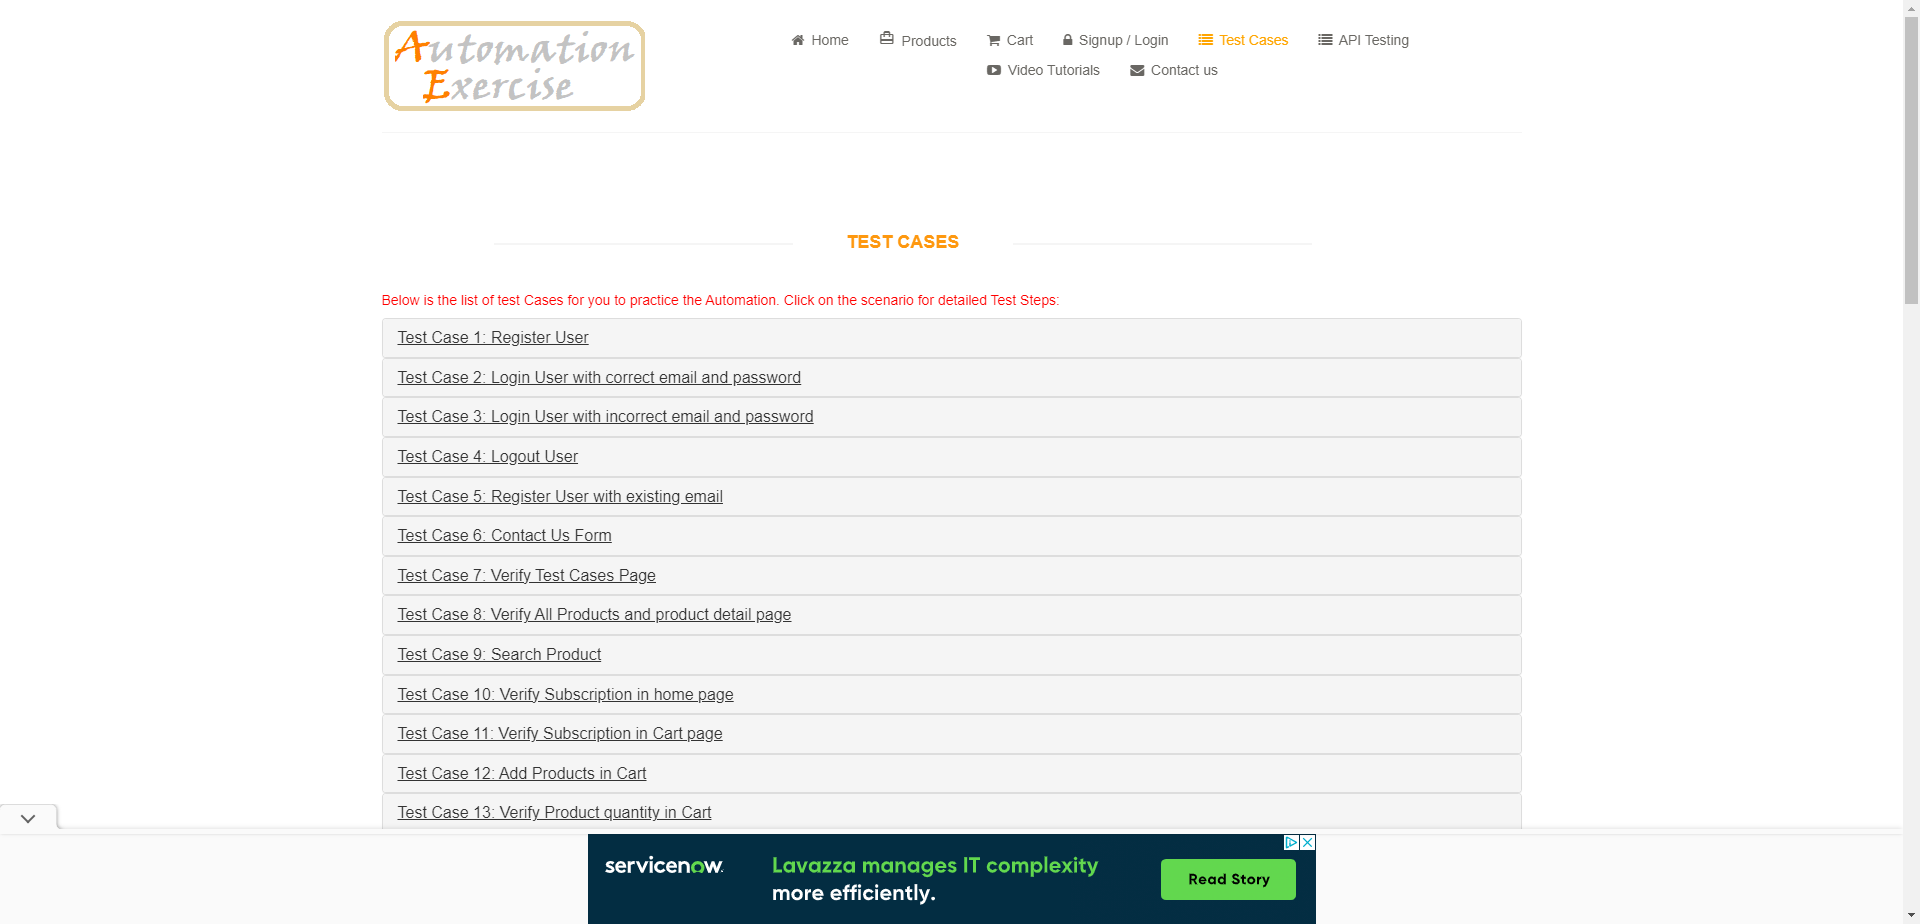 Automation
Exercise
Home
Products
Cart
Signup / Login
Test Cases
API Testing
Video Tutorials
Contact us
TEST CASES
Below is the list of test Cases for you to practice the Automation. Click on the scenario for detailed Test Steps:
Test Case 1: Register User
Test Case 2: Login User with correct email and password
Test Case 3: Login User with incorrect email and password
Test Case 4: Logout User
Test Case 5: Register User with existing email
Test Case 6: Contact Us Form
Test Case 7: Verify Test Cases Page
Test Case 8: Verify All Products and product detail page
Test Case 9: Search Product
Test Case 10: Verify Subscription in home page
Test Case 11: Verify Subscription in Cart page
Test Case 12: Add Products in Cart
Test Case 13: Verify Product quantity in Cart
servicenow.
Lavazza manages IT complexity
more efficiently.
Read Story